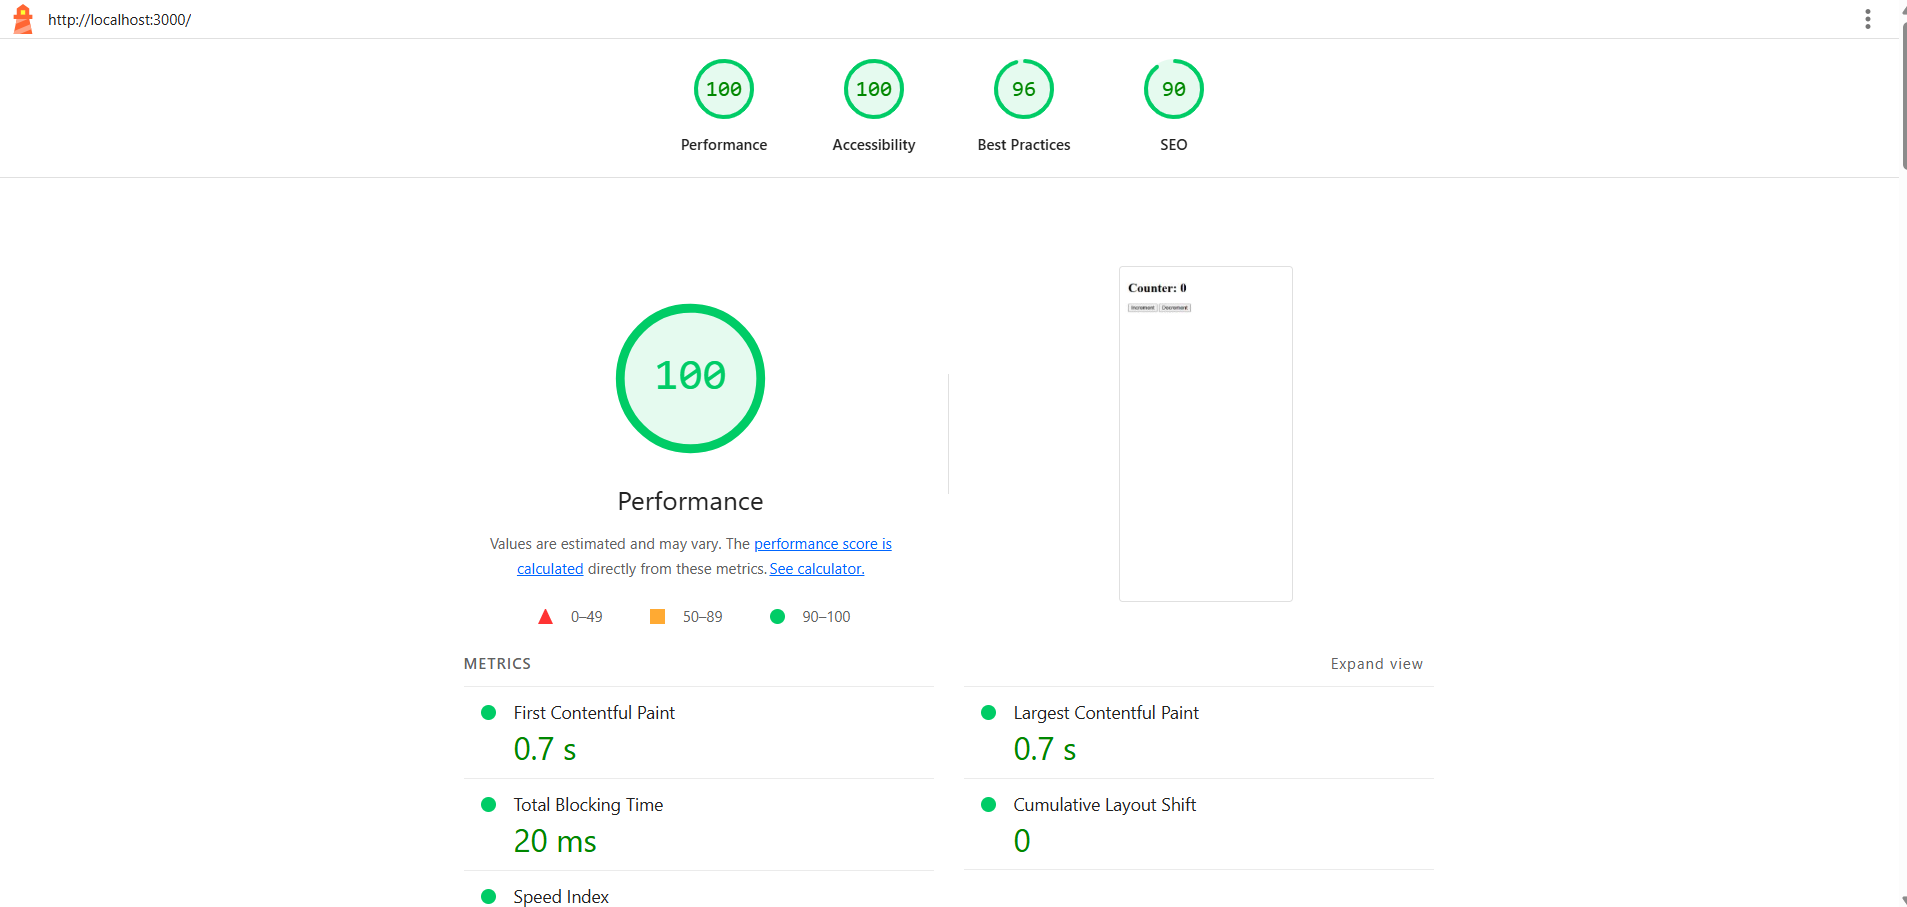 http://localhost:3000/
100
100
96
90
Performance
Accessibility
Best Practices
SEO
100
Performance
Values are estimated and may vary. The performance score is
calculated directly from these metrics. See calculator.
0–49
50–89
90–100
Counter: 0
Increment Decrement
METRICS
Expand view
First Contentful Paint
0.7 s
Largest Contentful Paint
0.7 s
Total Blocking Time
20 ms
Cumulative Layout Shift
0
Speed Index